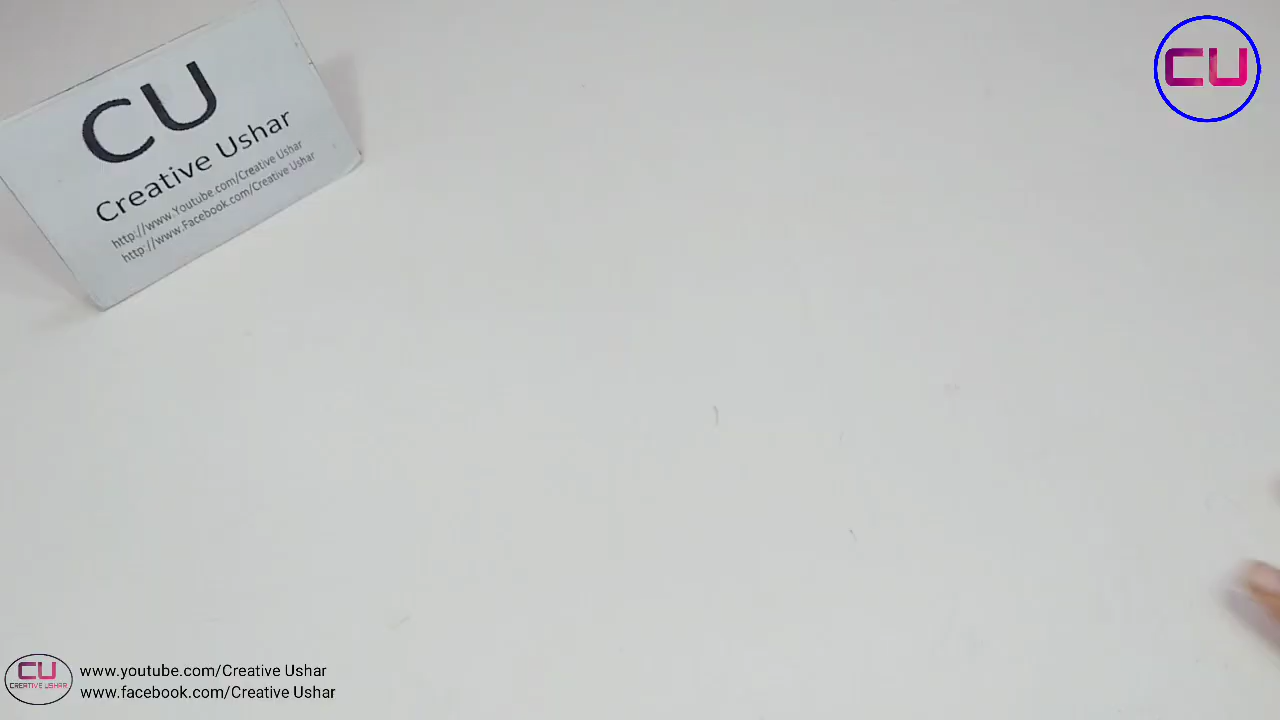 CU
Creative Ushar
http://www.Youtube.com/Creative Ushar
http://www.Facebook.com/Creative Ushar
CU
CU
CREATIVE USHAR
www.youtube.com/Creative Ushar
www.facebook.com/Creative Ushar